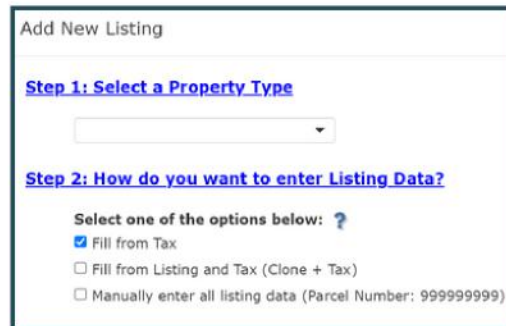 Add New Listing
Step 1: Select a Property Type
Step 2: How do you want to enter Listing Data?
Select one of the options below: ?
Fill from Tax
Fill from Listing and Tax (Clone + Tax)
Manually enter all listing data (Parcel Number: 999999999)